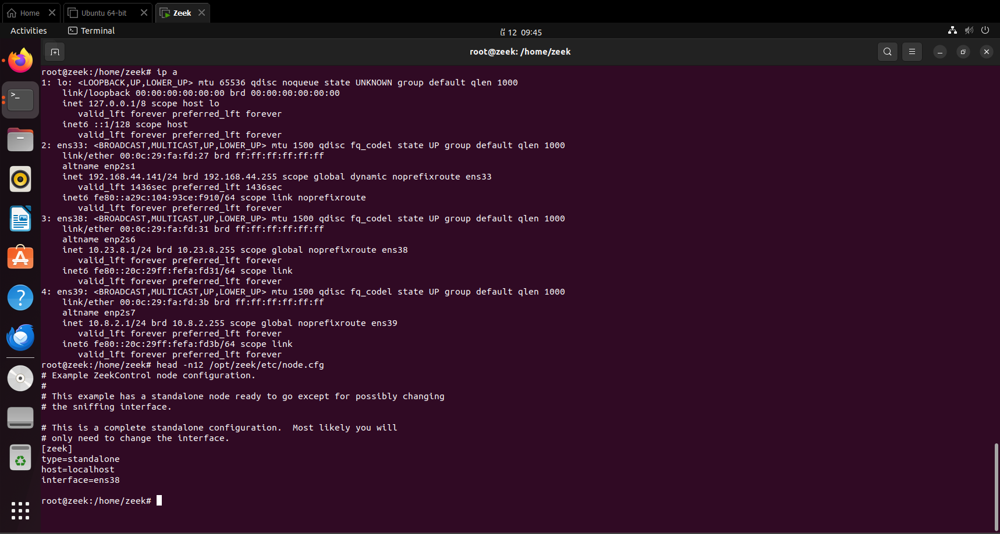 Home
Ubuntu 64-bit
Zeek
Activities
Terminal
12 09:45
root@zeek: /home/zeek
root@zeek:/home/zeek# ip a
1: lo: <LOOPBACK,UP,LOWER_UP> mtu 65536 qdisc noqueue state UNKNOWN group default qlen 1000
    link/loopback 00:00:00:00:00:00 brd 00:00:00:00:00:00
    inet 127.0.0.1/8 scope host lo
       valid_lft forever preferred_lft forever
    inet6 ::1/128 scope host
       valid_lft forever preferred_lft forever
2: ens33: <BROADCAST,MULTICAST,UP,LOWER_UP> mtu 1500 qdisc fq_codel state UP group default qlen 1000
    link/ether 00:0c:29:fa:fd:27 brd ff:ff:ff:ff:ff:ff
    altname enp2s1
    inet 192.168.44.141/24 brd 192.168.44.255 scope global dynamic noprefixroute ens33
       valid_lft 1436sec preferred_lft 1436sec
    inet6 fe80::a29c:104:93ce:f910/64 scope link noprefixroute
       valid_lft forever preferred_lft forever
3: ens38: <BROADCAST,MULTICAST,UP,LOWER_UP> mtu 1500 qdisc fq_codel state UP group default qlen 1000
    link/ether 00:0c:29:fa:fd:31 brd ff:ff:ff:ff:ff:ff
    altname enp2s6
    inet 10.23.8.1/24 brd 10.23.8.255 scope global noprefixroute ens38
       valid_lft forever preferred_lft forever
    inet6 fe80::20c:29ff:fefa:fd31/64 scope link
       valid_lft forever preferred_lft forever
4: ens39: <BROADCAST,MULTICAST,UP,LOWER_UP> mtu 1500 qdisc fq_codel state UP group default qlen 1000
    link/ether 00:0c:29:fa:fd:3b brd ff:ff:ff:ff:ff:ff
    altname enp2s7
    inet 10.8.2.1/24 brd 10.8.2.255 scope global noprefixroute ens39
       valid_lft forever preferred_lft forever
    inet6 fe80::20c:29ff:fefa:fd3b/64 scope link
       valid_lft forever preferred_lft forever
root@zeek:/home/zeek# head -n12 /opt/zeek/etc/node.cfg
# Example ZeekControl node configuration.
#
# This example has a standalone node ready to go except for possibly changing
# the sniffing interface.
# This is a complete standalone configuration.  Most likely you will
# only need to change the interface.
[zeek]
type=standalone
host=localhost
interface=ens38
root@zeek:/home/zeek#